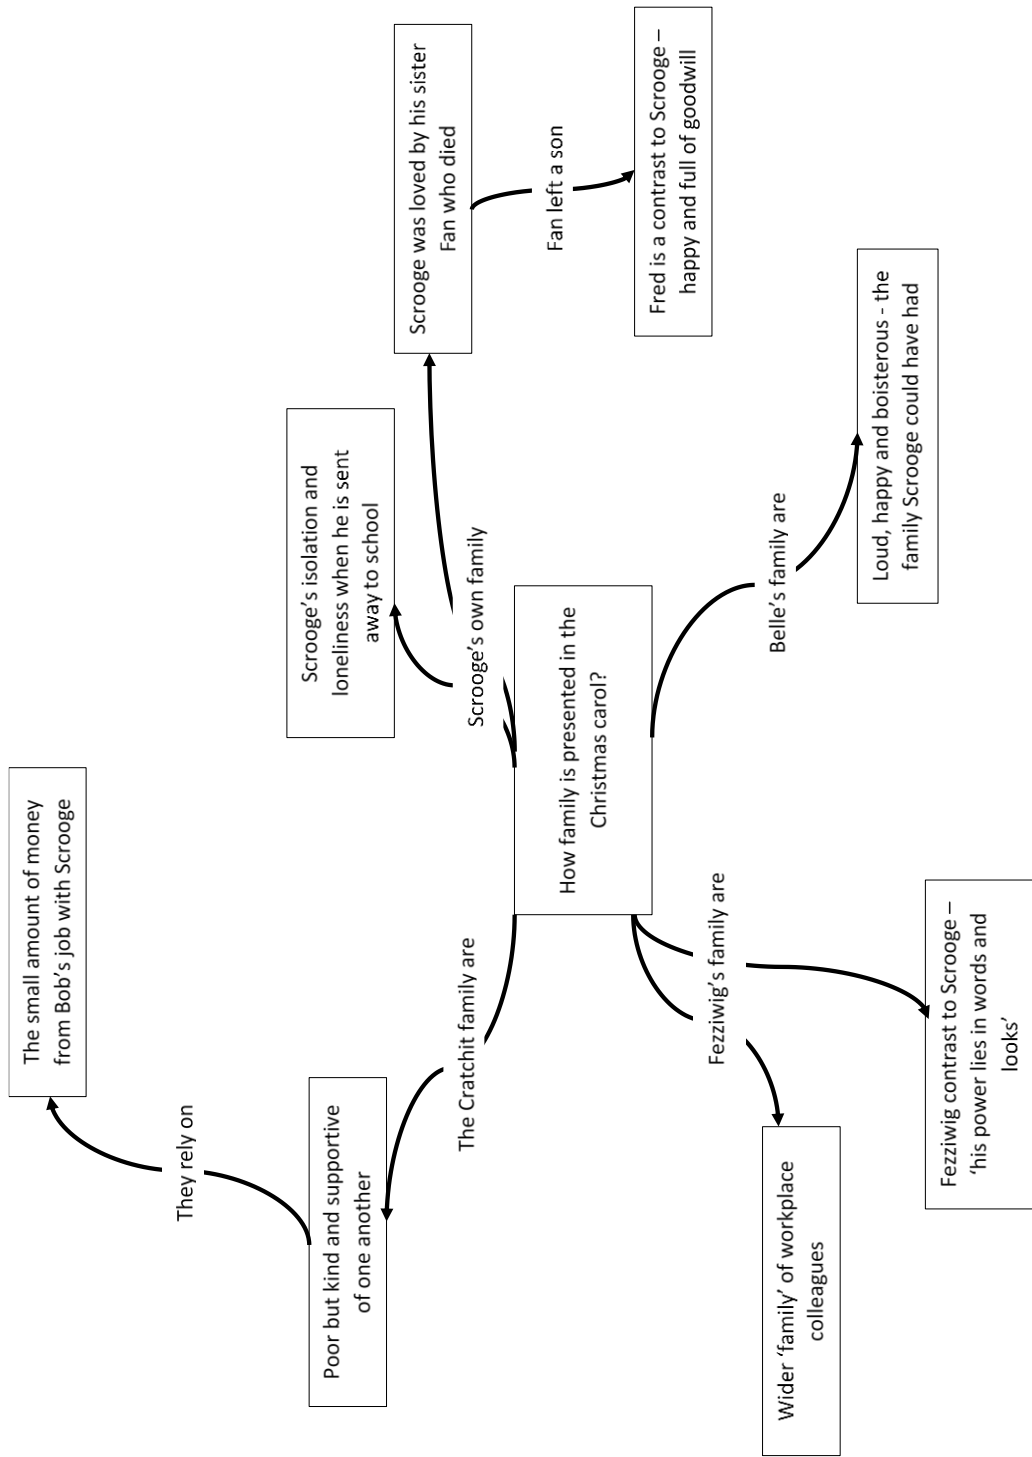 The small amount of money
from Bob's job with Scrooge
They rely on
Poor but kind and supportive
of one another
The Cratchit family are
Scrooge's isolation and
loneliness when he is sent
away to school
Scrooge's own family
Scrooge was loved by his sister
Fan who died
Fan left a son
Fred is a contrast to Scrooge –
happy and full of goodwill
How family is presented in the
Christmas carol?
Belle's family are
Loud, happy and boisterous - the
family Scrooge could have had
Fezziwig's family are
Wider 'family' of workplace
colleagues
Fezziwig contrast to Scrooge –
'his power lies in words and
looks'